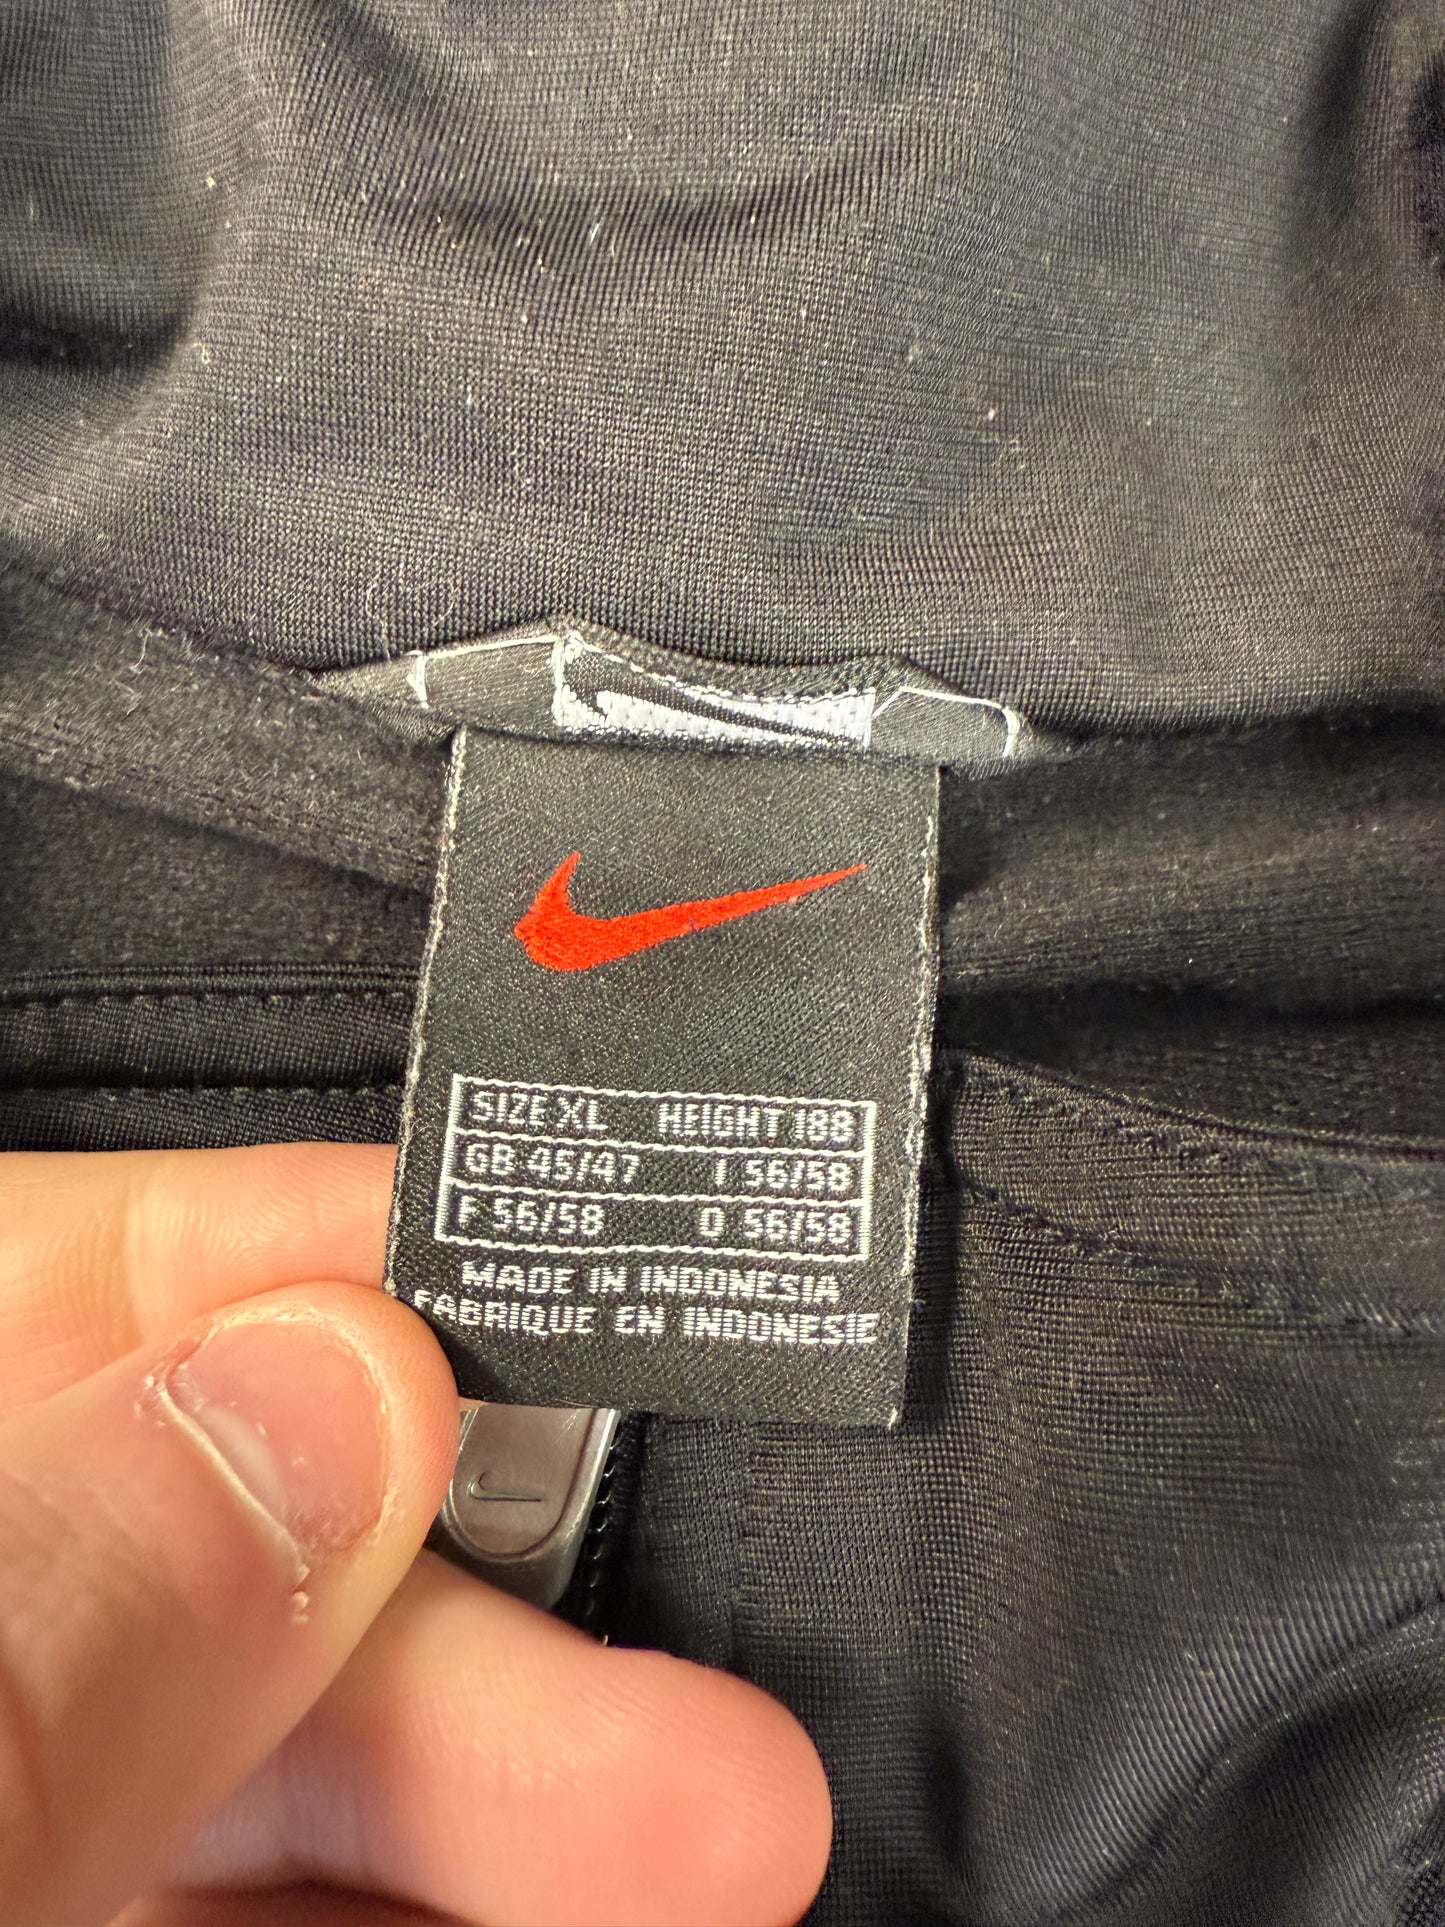 SIZE XL HEIGHT 188
GB 45/47 I 56/58
F 56/58 D 56/58
MADE IN INDONESIA
FABRIQUE EN INDONESIE